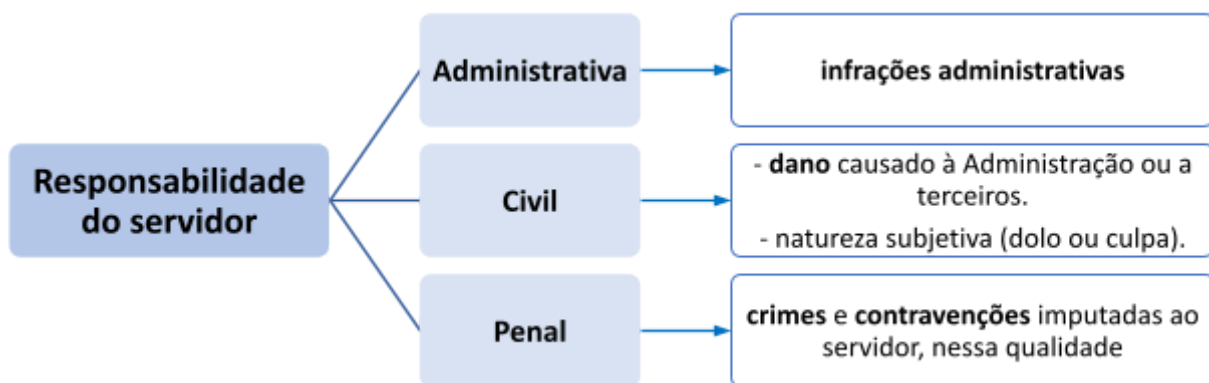 Responsabilidade
do servidor
Administrativa
infrações administrativas
Civil
- dano causado à Administração ou a
terceiros.
- natureza subjetiva (dolo ou culpa).
Penal
crimes e contravenções imputadas ao
servidor, nessa qualidade